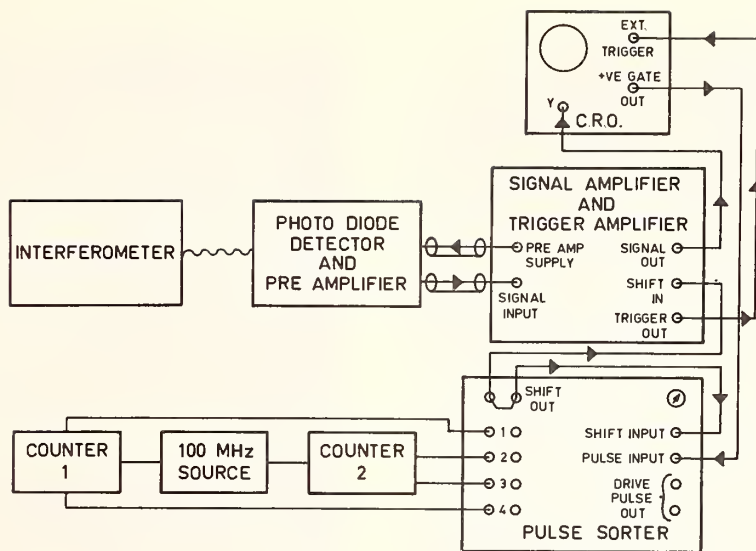 EXT.
TRIGGER
+VE GATE
OUT
Y
C.R.O.
SIGNAL AMPLIFIER
AND
TRIGGER AMPLIFIER
PRE AMP
SUPPLY
SIGNAL
INPUT
SIGNAL
OUT
SHIFT
IN
TRIGGER
OUT
INTERFEROMETER
PHOTO DIODE
DETECTOR
AND
PRE AMPLIFIER
SHIFT
OUT
1
2
3
4
SHIFT INPUT
PULSE INPUT
DRIVE
PULSE
OUT
PULSE SORTER
COUNTER
1
100 MHz
SOURCE
COUNTER
2